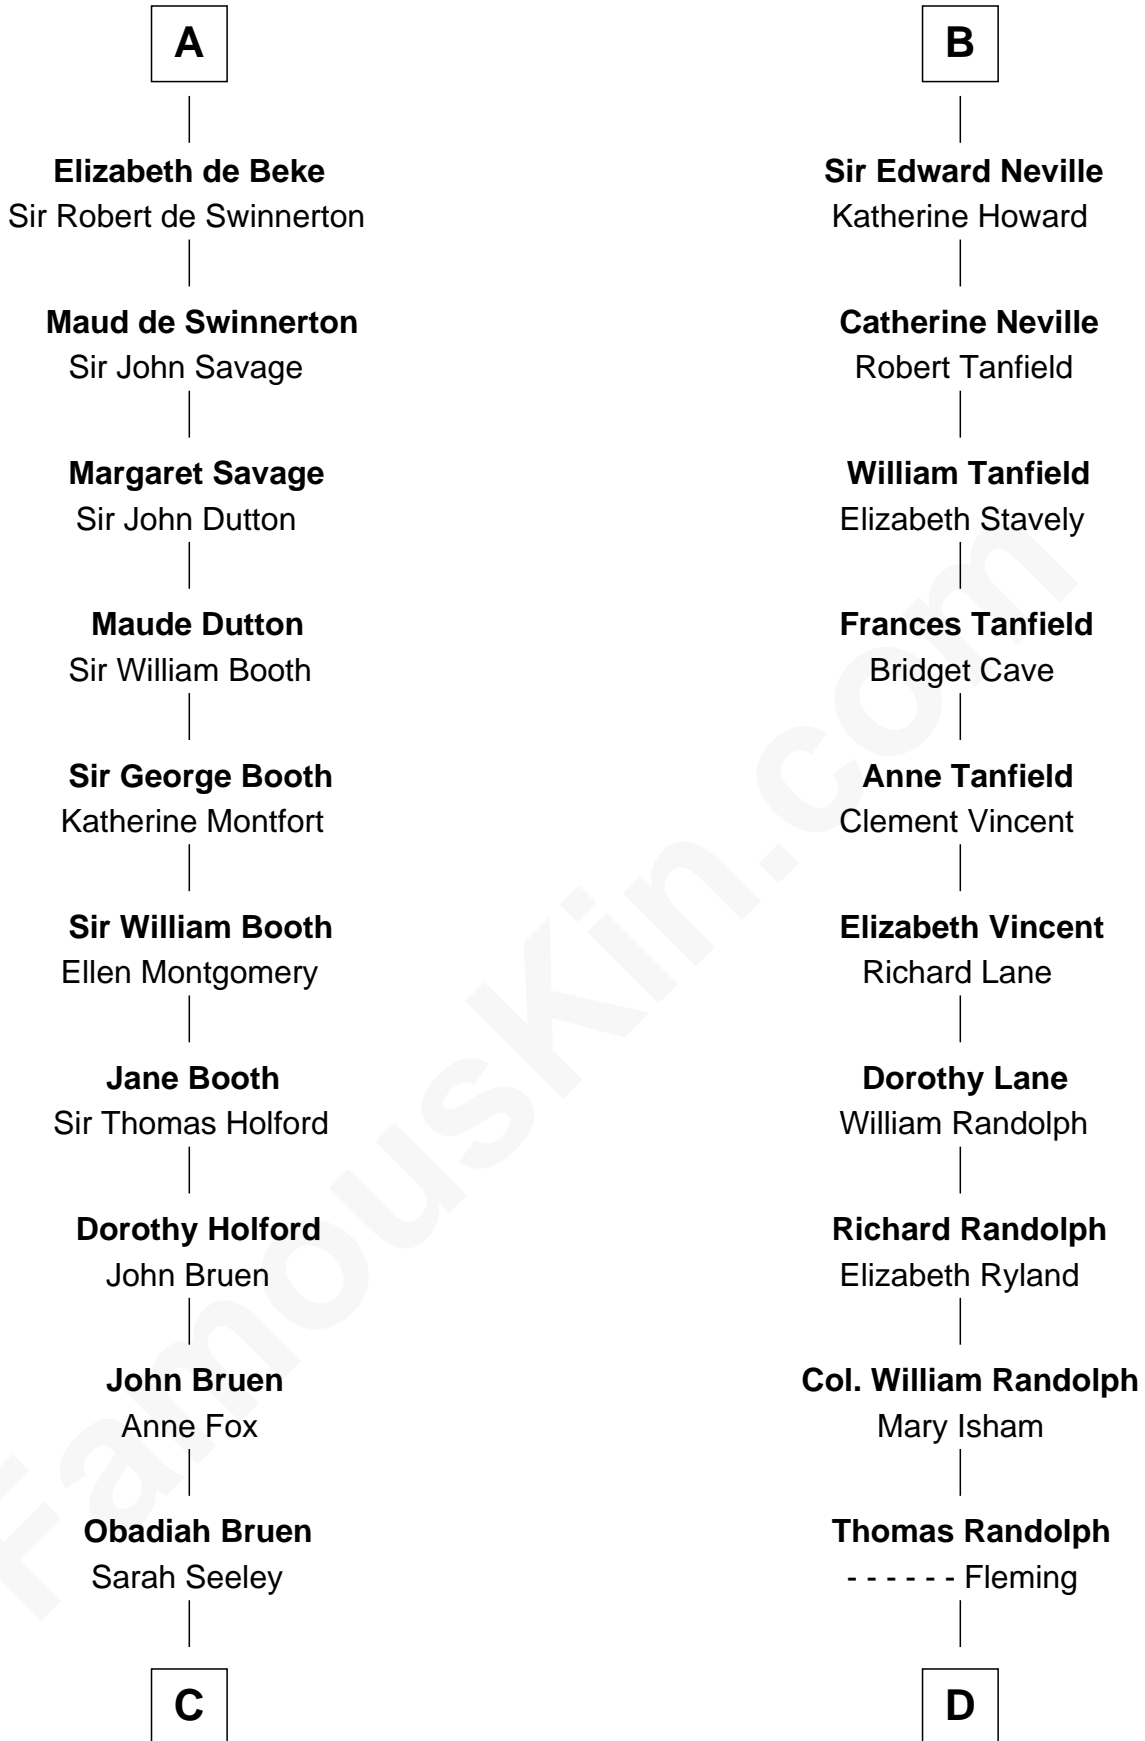 A
Elizabeth de Beke
Sir Robert de Swinnerton
Maud de Swinnerton
Sir John Savage
Margaret Savage
Sir John Dutton
Maude Dutton
Sir William Booth
Sir George Booth
Katherine Montfort
Sir William Booth
Ellen Montgomery
Jane Booth
Sir Thomas Holford
Dorothy Holford
John Bruen
John Bruen
Anne Fox
Obadiah Bruen
Sarah Seeley
C
B
Sir Edward Neville
Katherine Howard
Catherine Neville
Robert Tanfield
William Tanfield
Elizabeth Stavely
Frances Tanfield
Bridget Cave
Anne Tanfield
Clement Vincent
Elizabeth Vincent
Richard Lane
Dorothy Lane
William Randolph
Richard Randolph
Elizabeth Ryland
Col. William Randolph
Mary Isham
Thomas Randolph
- - - - - - Fleming
D
FamousKin.com